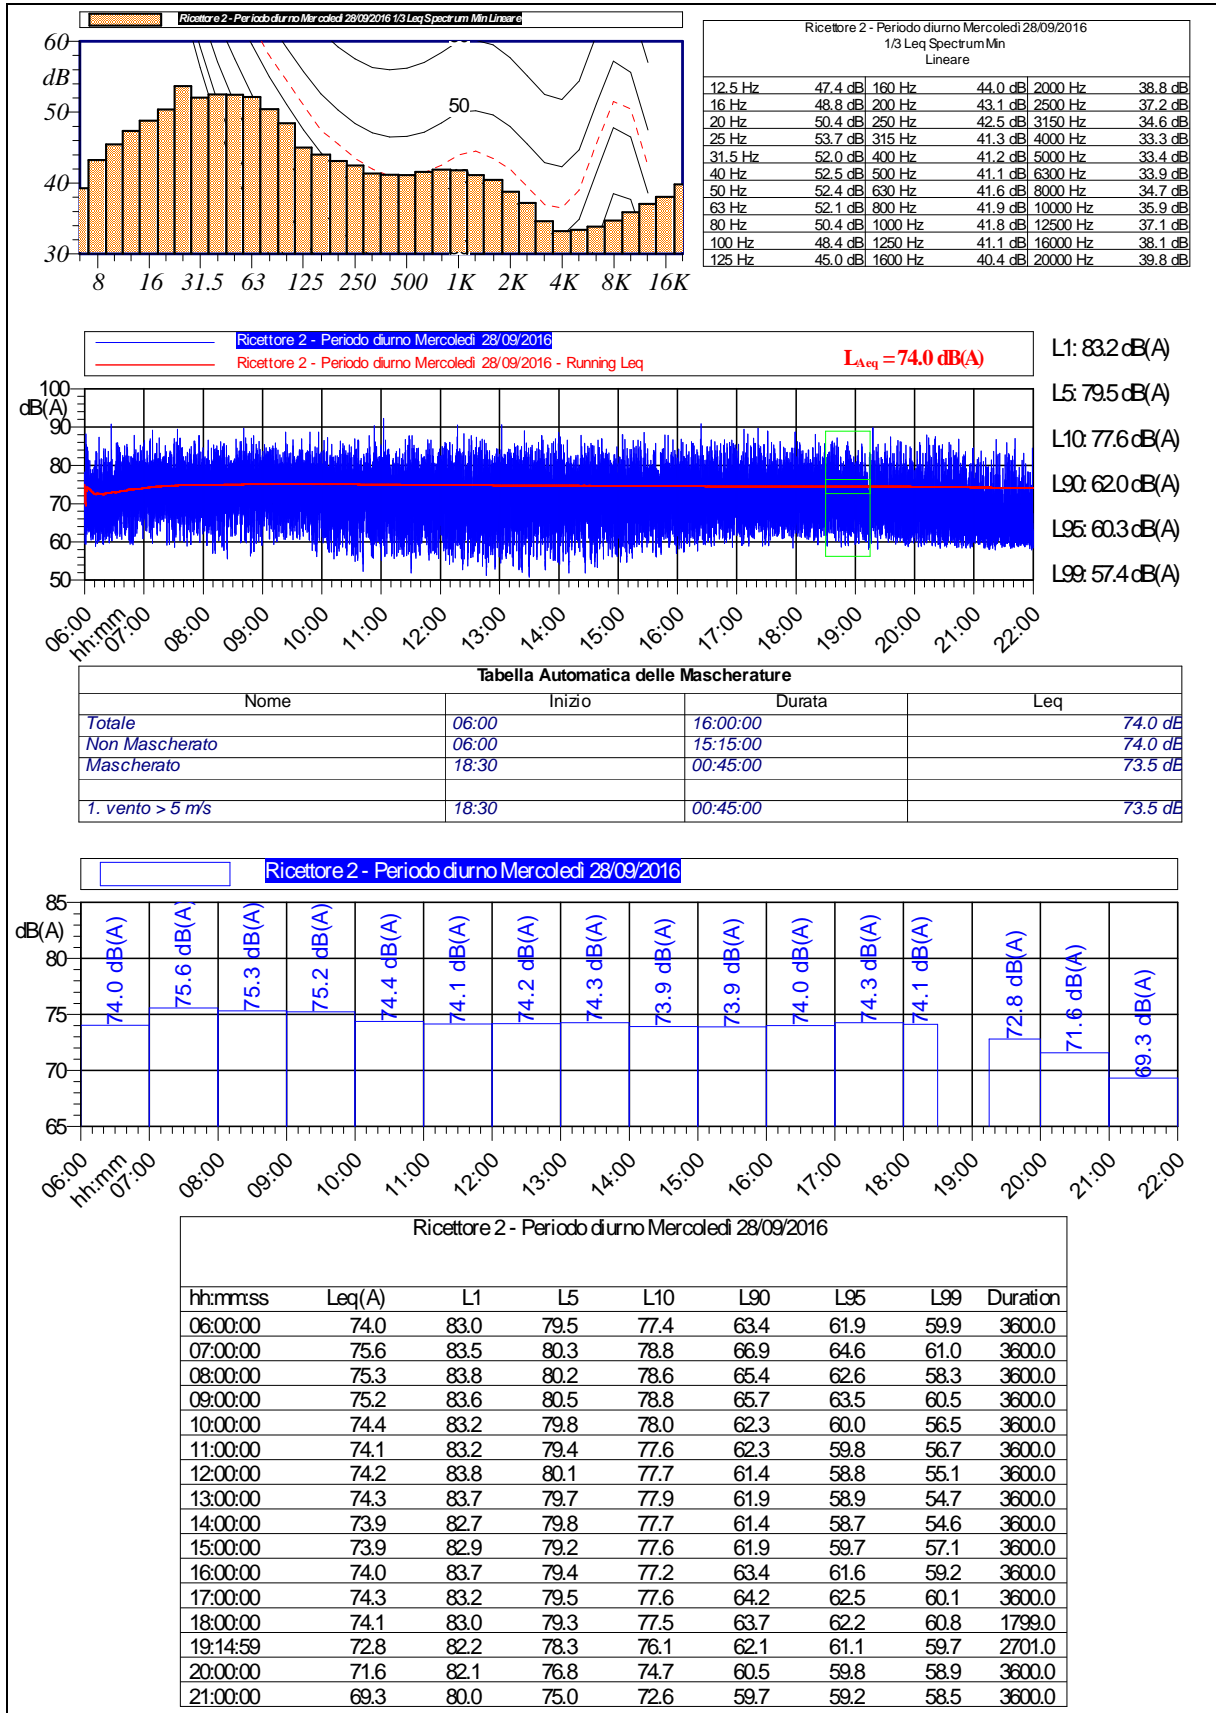 Ricettore 2 - Periodo diurno Mercoledì 28/09/2016 1/3 Leq Spectrum Min Lineare
60
dB
50
40
30
50
8 16 31.5 63 125 250 500 1K 2K 4K 8K 16K
Ricettore 2 - Periodo diurno Mercoledì 28/09/2016
1/3 Leq Spectrum Min
Lineare
12.5 Hz 47.4 dB 160 Hz 44.0 dB 2000 Hz 38.8 dB
16 Hz 48.8 dB 200 Hz 43.1 dB 2500 Hz 37.2 dB
20 Hz 50.4 dB 250 Hz 42.5 dB 3150 Hz 34.6 dB
25 Hz 53.7 dB 315 Hz 41.3 dB 4000 Hz 33.3 dB
31.5 Hz 52.0 dB 400 Hz 41.2 dB 5000 Hz 33.4 dB
40 Hz 52.5 dB 500 Hz 41.1 dB 6300 Hz 33.9 dB
50 Hz 52.4 dB 630 Hz 41.6 dB 8000 Hz 34.7 dB
63 Hz 52.1 dB 800 Hz 41.9 dB 10000 Hz 35.9 dB
80 Hz 50.4 dB 1000 Hz 41.8 dB 12500 Hz 37.1 dB
100 Hz 48.4 dB 1250 Hz 41.1 dB 16000 Hz 38.1 dB
125 Hz 45.0 dB 1600 Hz 40.4 dB 20000 Hz 39.8 dB
Ricettore 2 - Periodo diurno Mercoledì 28/09/2016
Ricettore 2 - Periodo diurno Mercoledì 28/09/2016 - Running Leq
LAeq = 74.0 dB(A)
L1: 83.2 dB(A)
L5: 79.5 dB(A)
L10: 77.6 dB(A)
L90: 62.0 dB(A)
L95: 60.3 dB(A)
L99: 57.4 dB(A)
100
dB(A)
90
80
70
60
50
hh:mm
06:00 07:00 08:00 09:00 10:00 11:00 12:00 13:00 14:00 15:00 16:00 17:00 18:00 19:00 20:00 21:00 22:00
Tabella Automatica delle Mascherature
Nome Inizio Durata Leq
Totale 06:00 16:00:00 74.0 dB
Non Mascherato 06:00 15:15:00 74.0 dB
Mascherato 18:30 00:45:00 73.5 dB
1. vento > 5 m/s 18:30 00:45:00 73.5 dB
Ricettore 2 - Periodo diurno Mercoledì 28/09/2016
85
dB(A)
80
75
70
65
74.0 dB(A) 75.6 dB(A) 75.3 dB(A) 75.2 dB(A) 74.4 dB(A) 74.1 dB(A) 74.2 dB(A) 74.3 dB(A) 73.9 dB(A) 73.9 dB(A) 74.0 dB(A) 74.3 dB(A) 74.1 dB(A) 72.8 dB(A) 71.6 dB(A) 69.3 dB(A)
hh:mm
06:00 07:00 08:00 09:00 10:00 11:00 12:00 13:00 14:00 15:00 16:00 17:00 18:00 19:00 20:00 21:00 22:00
Ricettore 2 - Periodo diurno Mercoledì 28/09/2016
hh:mm:ss Leq(A) L1 L5 L10 L90 L95 L99 Duration
06:00:00 74.0 83.0 79.5 77.4 63.4 61.9 59.9 3600.0
07:00:00 75.6 83.5 80.3 78.8 66.9 64.6 61.0 3600.0
08:00:00 75.3 83.8 80.2 78.6 65.4 62.6 58.3 3600.0
09:00:00 75.2 83.6 80.5 78.8 65.7 63.5 60.5 3600.0
10:00:00 74.4 83.2 79.8 78.0 62.3 60.0 56.5 3600.0
11:00:00 74.1 83.2 79.4 77.6 62.3 59.8 56.7 3600.0
12:00:00 74.2 83.8 80.1 77.7 61.4 58.8 55.1 3600.0
13:00:00 74.3 83.7 79.7 77.9 61.9 58.9 54.7 3600.0
14:00:00 73.9 82.7 79.8 77.7 61.4 58.7 54.6 3600.0
15:00:00 73.9 82.9 79.2 77.6 61.9 59.7 57.1 3600.0
16:00:00 74.0 83.7 79.4 77.2 63.4 61.6 59.2 3600.0
17:00:00 74.3 83.2 79.5 77.6 64.2 62.5 60.1 3600.0
18:00:00 74.1 83.0 79.3 77.5 63.7 62.2 60.8 1799.0
19:14:59 72.8 82.2 78.3 76.1 62.1 61.1 59.7 2701.0
20:00:00 71.6 82.1 76.8 74.7 60.5 59.8 58.9 3600.0
21:00:00 69.3 80.0 75.0 72.6 59.7 59.2 58.5 3600.0